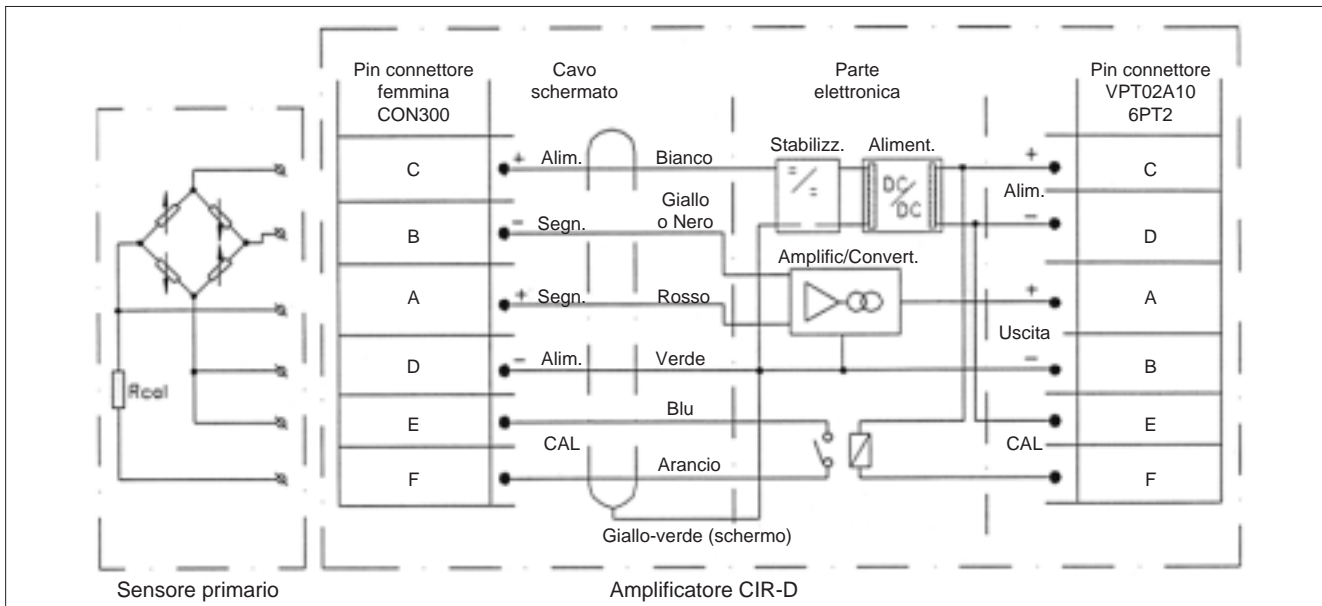 Pin connettore
femmina
CON300
Cavo
schermato
Parte
elettronica
Pin connettore
VPT02A10
6PT2
Stabilizz.
Aliment.
C
+
Alim.
Bianco
=
=
DC
DC
+
C
Alim.
Giallo
o Nero
B
-
Segn.
-
D
Amplific/Convert.
A
+
Segn.
Rosso
+
A
Uscita
D
-
Alim.
Verde
-
B
Rcal
Blu
E
E
CAL
CAL
Arancio
F
F
Giallo-verde (schermo)
Sensore primario
Amplificatore CIR-D